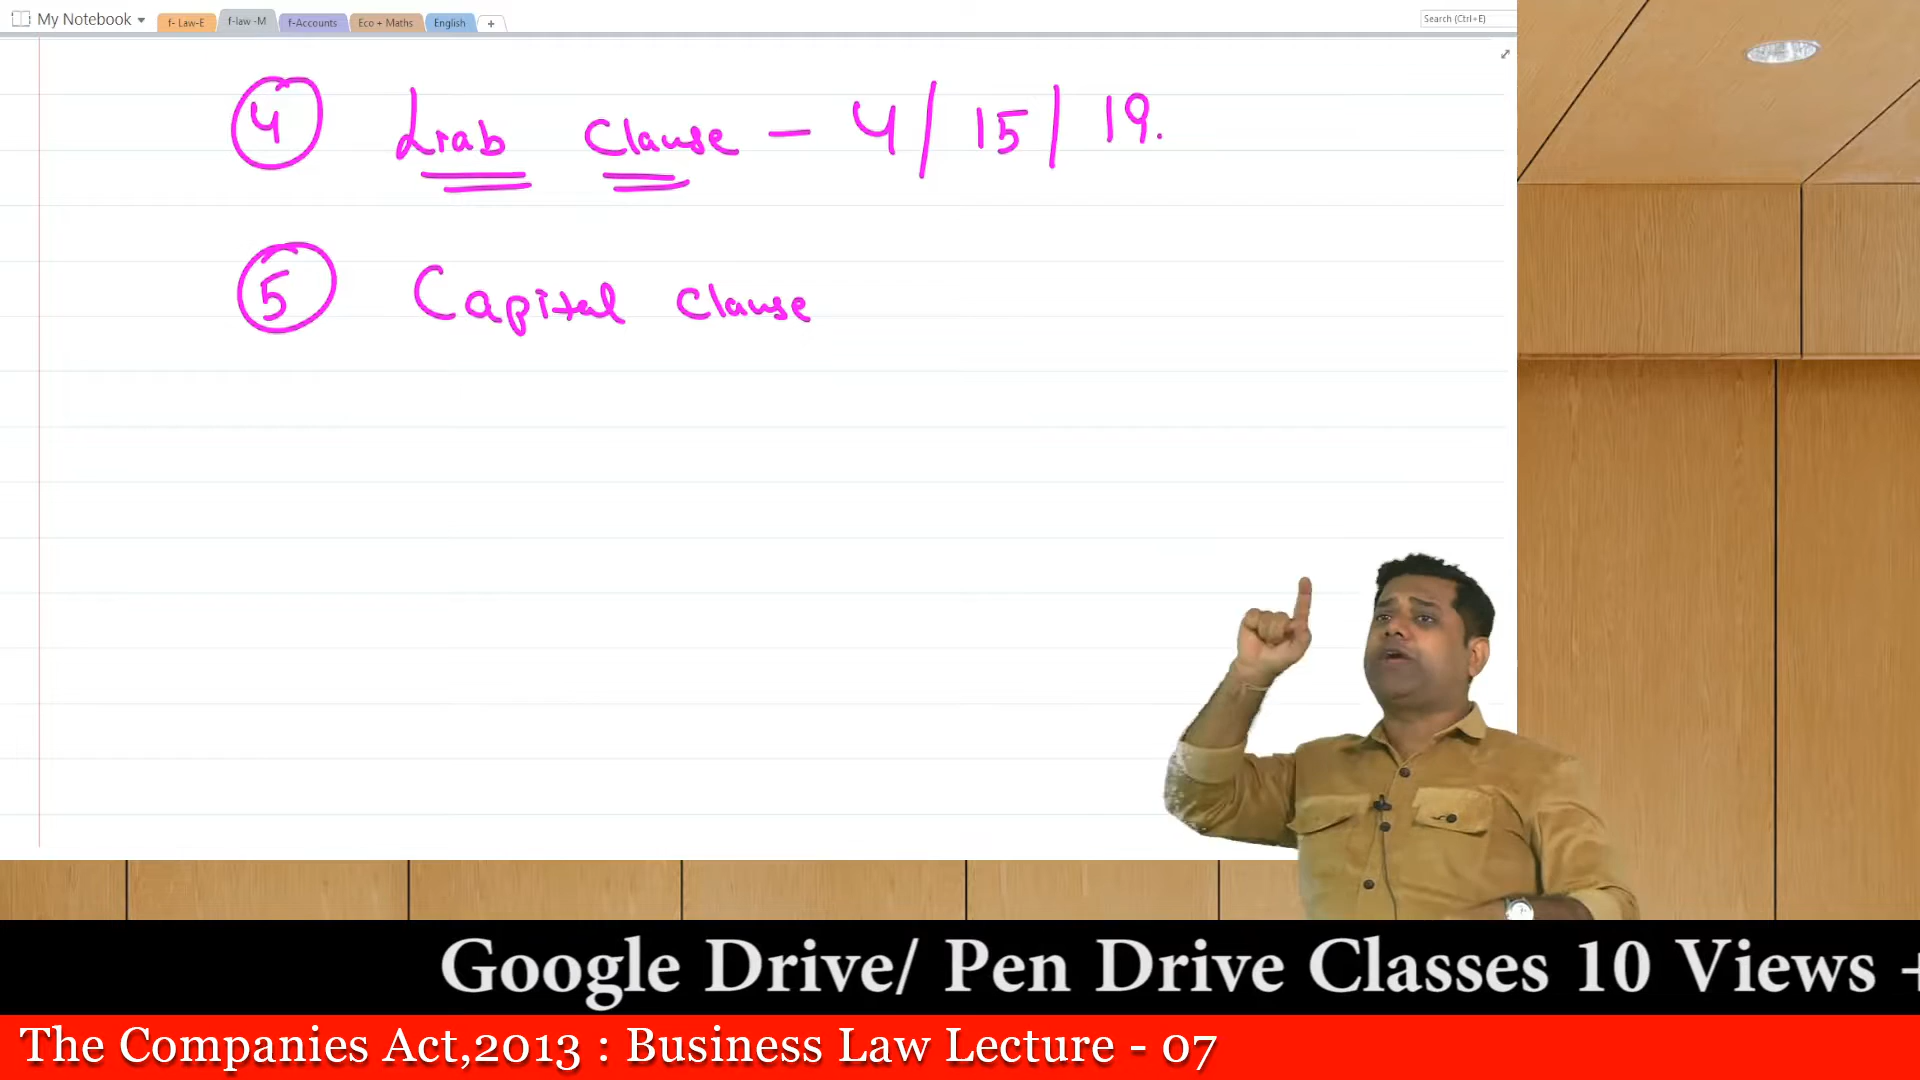 My Notebook f- Law-E f-law -M f-Accounts Eco + Maths English + Search (Ctrl+E)
4 Liab Clause - 4/ 15/ 19.
5 Capital Clause
Google Drive/ Pen Drive Classes 10 Views +
The Companies Act,2013 : Business Law Lecture - 07